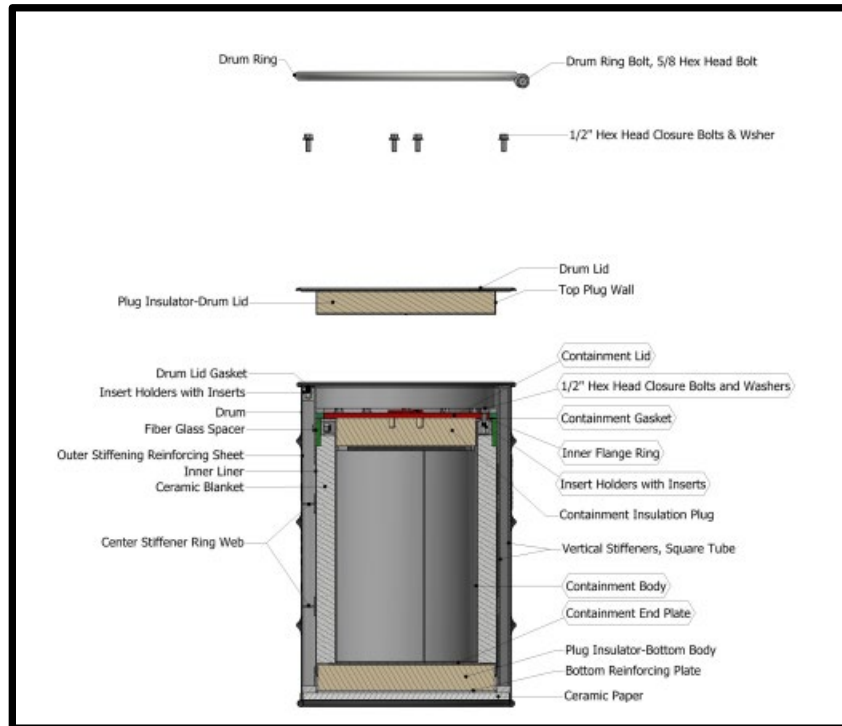 Drum Ring
Drum Ring Bolt, 5/8 Hex Head Bolt
1/2" Hex Head Closure Bolts & Wsher
Drum Lid
Top Plug Wall
Plug Insulator-Drum Lid
Drum Lid Gasket
Insert Holders with Inserts
Drum
Fiber Glass Spacer
Outer Stiffening Reinforcing Sheet
Inner Liner
Ceramic Blanket
Center Stiffener Ring Web
Containment Lid
1/2" Hex Head Closure Bolts and Washers
Containment Gasket
Inner Flange Ring
Insert Holders with Inserts
Containment Insulation Plug
Vertical Stiffeners, Square Tube
Containment Body
Containment End Plate
Plug Insulator-Bottom Body
Bottom Reinforcing Plate
Ceramic Paper